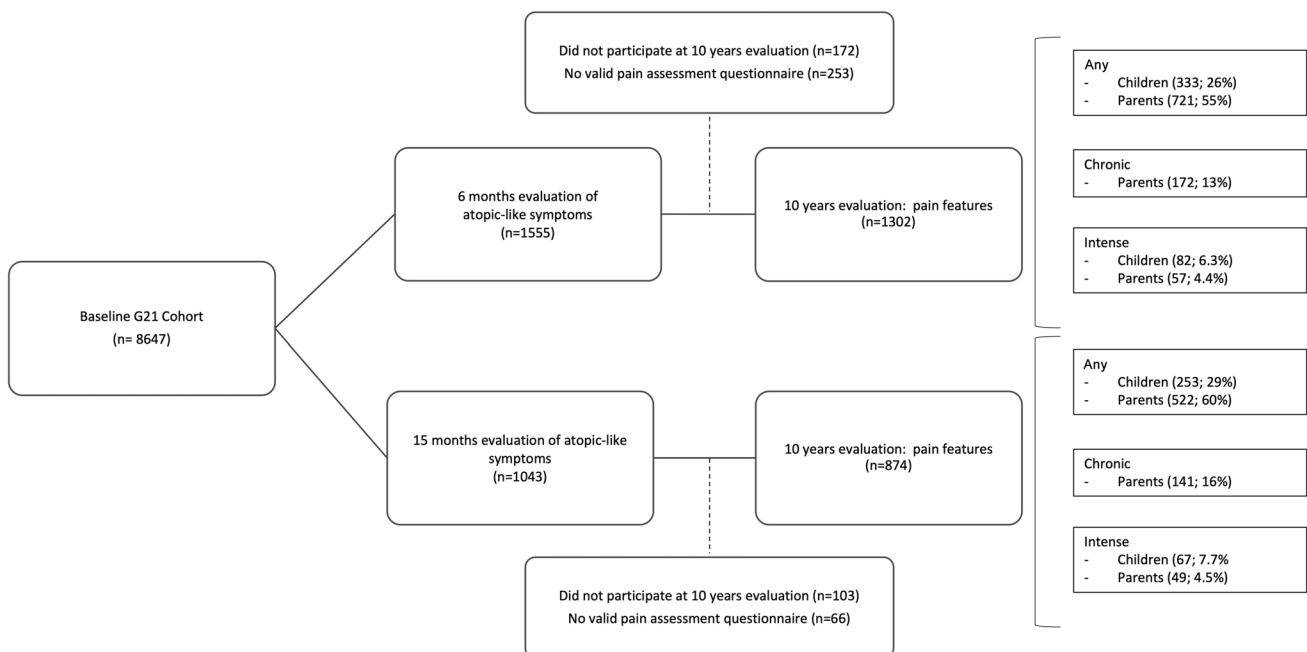 Did not participate at 10 years evaluation (n=172)
No valid pain assessment questionnaire (n=253)
Any
- Children (333; 26%)
- Parents (721; 55%)
6 months evaluation of
atopic-like symptoms
(n=1555)
10 years evaluation: pain features
(n=1302)
Chronic
- Parents (172; 13%)
Intense
- Children (82; 6.3%)
- Parents (57; 4.4%)
Baseline G21 Cohort
(n= 8647)
Any
- Children (253; 29%)
- Parents (522; 60%)
15 months evaluation of atopic-like
symptoms
(n=1043)
10 years evaluation: pain features
(n=874)
Chronic
- Parents (141; 16%)
Intense
- Children (67; 7.7%
- Parents (49; 4.5%)
Did not participate at 10 years evaluation (n=103)
No valid pain assessment questionnaire (n=66)